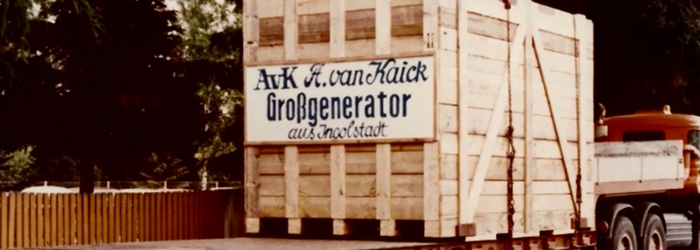 AvK A. van Kaick
Großgenerator
aus Ingolstadt